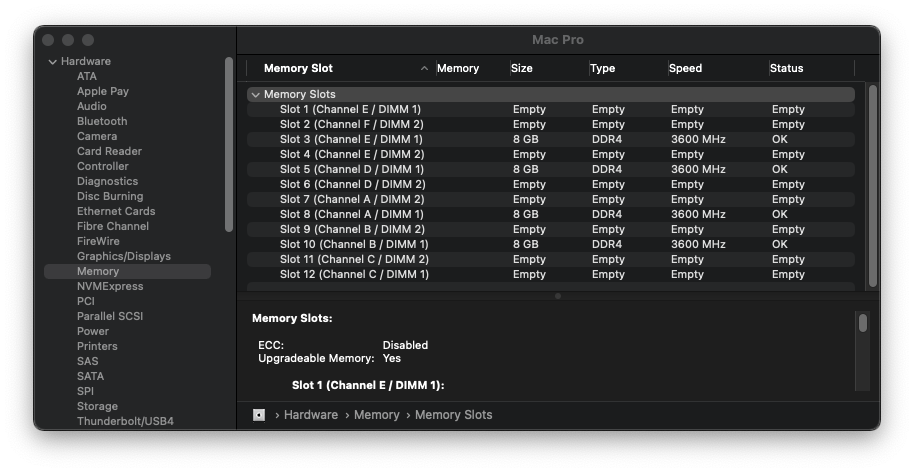 Mac Pro
Hardware
ATA
Apple Pay
Audio
Bluetooth
Camera
Card Reader
Controller
Diagnostics
Disc Burning
Ethernet Cards
Fibre Channel
FireWire
Graphics/Displays
Memory
NVMExpress
PCI
Parallel SCSI
Power
Printers
SAS
SATA
SPI
Storage
Thunderbolt/USB4
Memory Slot Memory Size Type Speed Status
Memory Slots
Slot 1 (Channel E / DIMM 1) Empty Empty Empty Empty
Slot 2 (Channel F / DIMM 2) Empty Empty Empty Empty
Slot 3 (Channel E / DIMM 1) 8 GB DDR4 3600 MHz OK
Slot 4 (Channel E / DIMM 2) Empty Empty Empty Empty
Slot 5 (Channel D / DIMM 1) 8 GB DDR4 3600 MHz OK
Slot 6 (Channel D / DIMM 2) Empty Empty Empty Empty
Slot 7 (Channel A / DIMM 2) Empty Empty Empty Empty
Slot 8 (Channel A / DIMM 1) 8 GB DDR4 3600 MHz OK
Slot 9 (Channel B / DIMM 2) Empty Empty Empty Empty
Slot 10 (Channel B / DIMM 1) 8 GB DDR4 3600 MHz OK
Slot 11 (Channel C / DIMM 2) Empty Empty Empty Empty
Slot 12 (Channel C / DIMM 1) Empty Empty Empty Empty
Memory Slots:
ECC: Disabled
Upgradeable Memory: Yes
Slot 1 (Channel E / DIMM 1):
› Hardware › Memory › Memory Slots